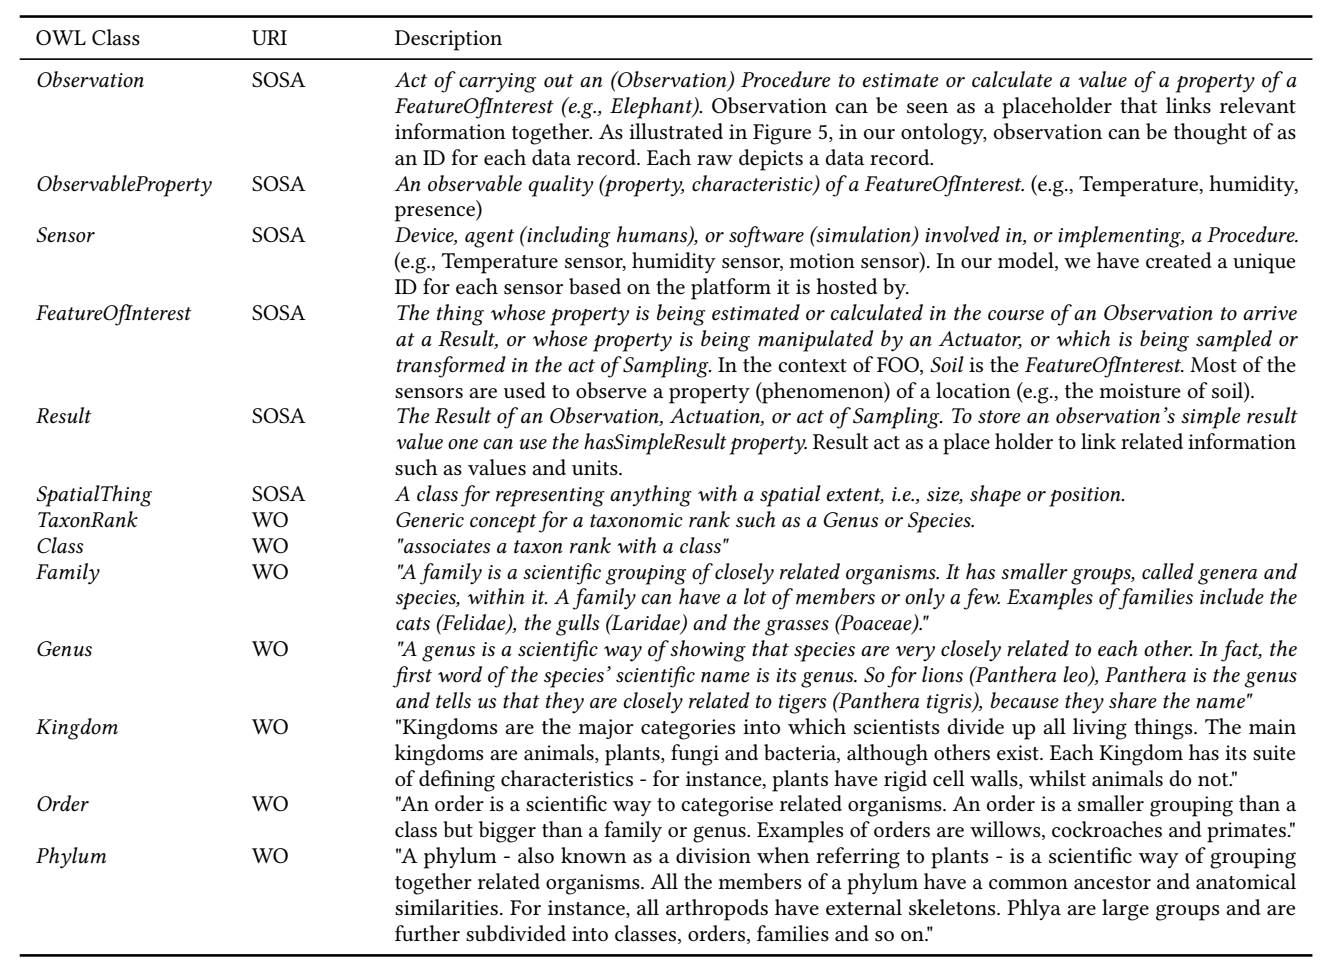 OWL Class URI Description
Observation SOSA Act of carrying out an (Observation) Procedure to estimate or calculate a value of a property of a
FeatureOfInterest (e.g., Elephant). Observation can be seen as a placeholder that links relevant
information together. As illustrated in Figure 5, in our ontology, observation can be thought of as
an ID for each data record. Each raw depicts a data record.
ObservableProperty SOSA An observable quality (property, characteristic) of a FeatureOfInterest. (e.g., Temperature, humidity,
presence)
Sensor SOSA Device, agent (including humans), or software (simulation) involved in, or implementing, a Procedure.
(e.g., Temperature sensor, humidity sensor, motion sensor). In our model, we have created a unique
ID for each sensor based on the platform it is hosted by.
FeatureOfInterest SOSA The thing whose property is being estimated or calculated in the course of an Observation to arrive
at a Result, or whose property is being manipulated by an Actuator, or which is being sampled or
transformed in the act of Sampling. In the context of FOO, Soil is the FeatureOfInterest. Most of the
sensors are used to observe a property (phenomenon) of a location (e.g., the moisture of soil).
Result SOSA The Result of an Observation, Actuation, or act of Sampling. To store an observation's simple result
value one can use the hasSimpleResult property. Result act as a place holder to link related information
such as values and units.
SpatialThing SOSA A class for representing anything with a spatial extent, i.e., size, shape or position.
TaxonRank WO Generic concept for a taxonomic rank such as a Genus or Species.
Class WO "associates a taxon rank with a class"
Family WO "A family is a scientific grouping of closely related organisms. It has smaller groups, called genera and
species, within it. A family can have a lot of members or only a few. Examples of families include the
cats (Felidae), the gulls (Laridae) and the grasses (Poaceae)."
Genus WO "A genus is a scientific way of showing that species are very closely related to each other. In fact, the
first word of the species' scientific name is its genus. So for lions (Panthera leo), Panthera is the genus
and tells us that they are closely related to tigers (Panthera tigris), because they share the name"
Kingdom WO "Kingdoms are the major categories into which scientists divide up all living things. The main
kingdoms are animals, plants, fungi and bacteria, although others exist. Each Kingdom has its suite
of defining characteristics - for instance, plants have rigid cell walls, whilst animals do not."
Order WO "An order is a scientific way to categorise related organisms. An order is a smaller grouping than a
class but bigger than a family or genus. Examples of orders are willows, cockroaches and primates."
Phylum WO "A phylum - also known as a division when referring to plants - is a scientific way of grouping
together related organisms. All the members of a phylum have a common ancestor and anatomical
similarities. For instance, all arthropods have external skeletons. Phlya are large groups and are
further subdivided into classes, orders, families and so on."